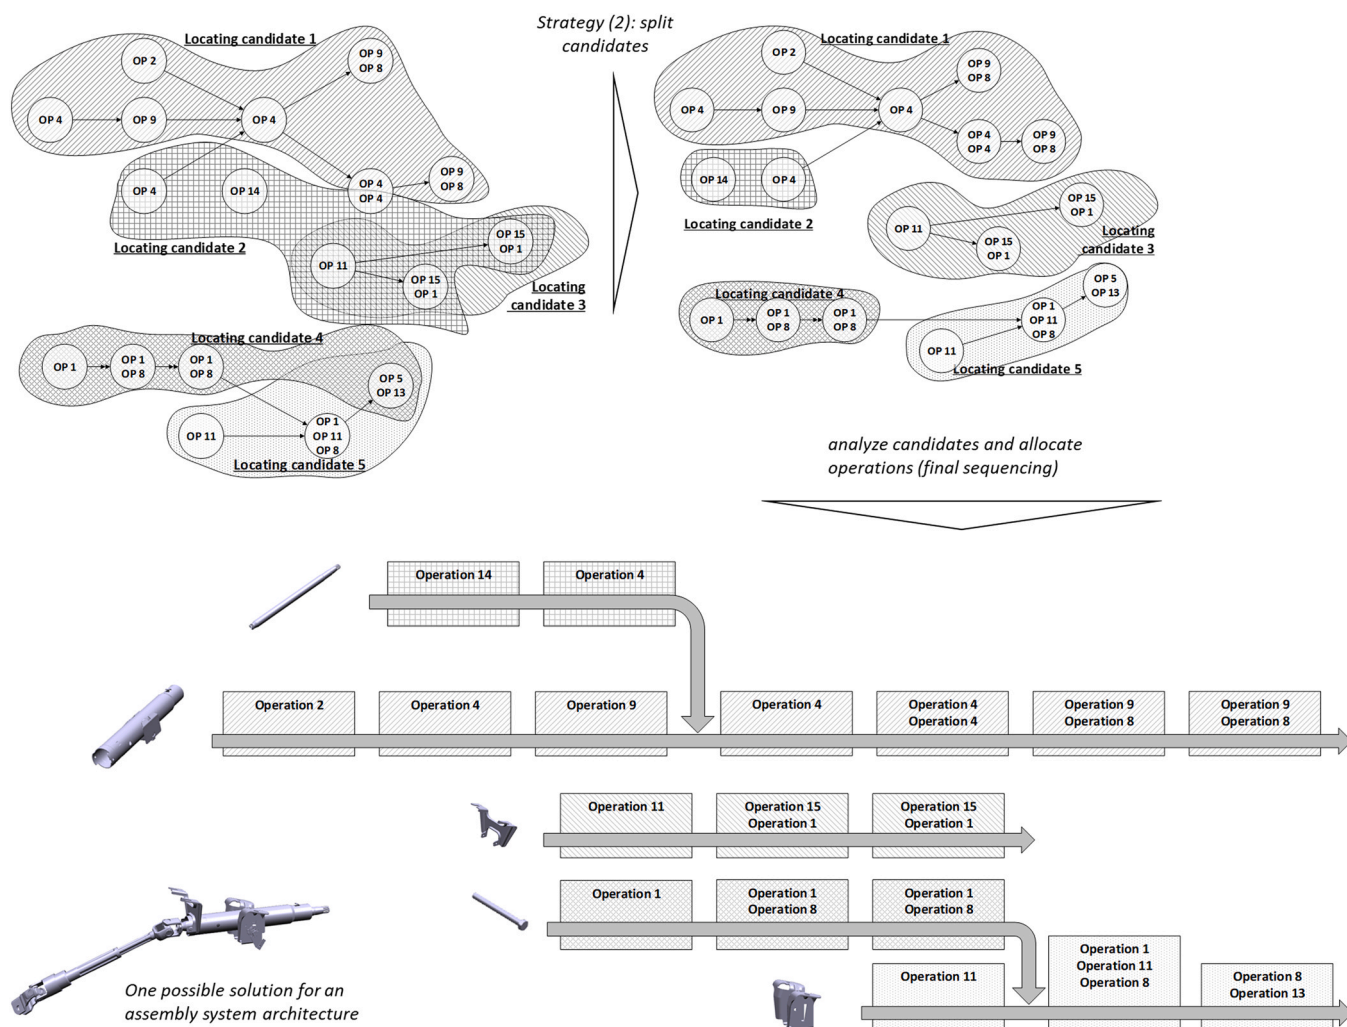 Locating candidate 1
OP 2
OP 9
OP 8
OP 4
OP 9
OP 4
OP 4
OP 14
OP 4
OP 4
OP 9
OP 8
Locating candidate 2
OP 11
OP 15
OP 1
OP 15
OP 1
Locating
candidate 3
Locating candidate 4
OP 1
OP 1
OP 8
OP 1
OP 8
OP 5
OP 13
OP 11
OP 1
OP 11
OP 8
Locating candidate 5
Strategy (2): split
candidates
Locating candidate 1
OP 2
OP 9
OP 8
OP 4
OP 9
OP 4
OP 4
OP 4
OP 9
OP 8
OP 14
OP 4
Locating candidate 2
OP 11
OP 15
OP 1
OP 15
OP 1
Locating
candidate 3
Locating candidate 4
OP 1
OP 1
OP 8
OP 1
OP 8
OP 5
OP 13
OP 1
OP 11
OP 8
OP 11
Locating candidate 5
analyze candidates and allocate
operations (final sequencing)
Operation 14
Operation 4
Operation 2
Operation 4
Operation 9
Operation 4
Operation 4
Operation 4
Operation 9
Operation 8
Operation 9
Operation 8
Operation 11
Operation 15
Operation 1
Operation 15
Operation 1
Operation 1
Operation 1
Operation 8
Operation 1
Operation 8
Operation 11
Operation 1
Operation 11
Operation 8
Operation 8
Operation 13
One possible solution for an
assembly system architecture